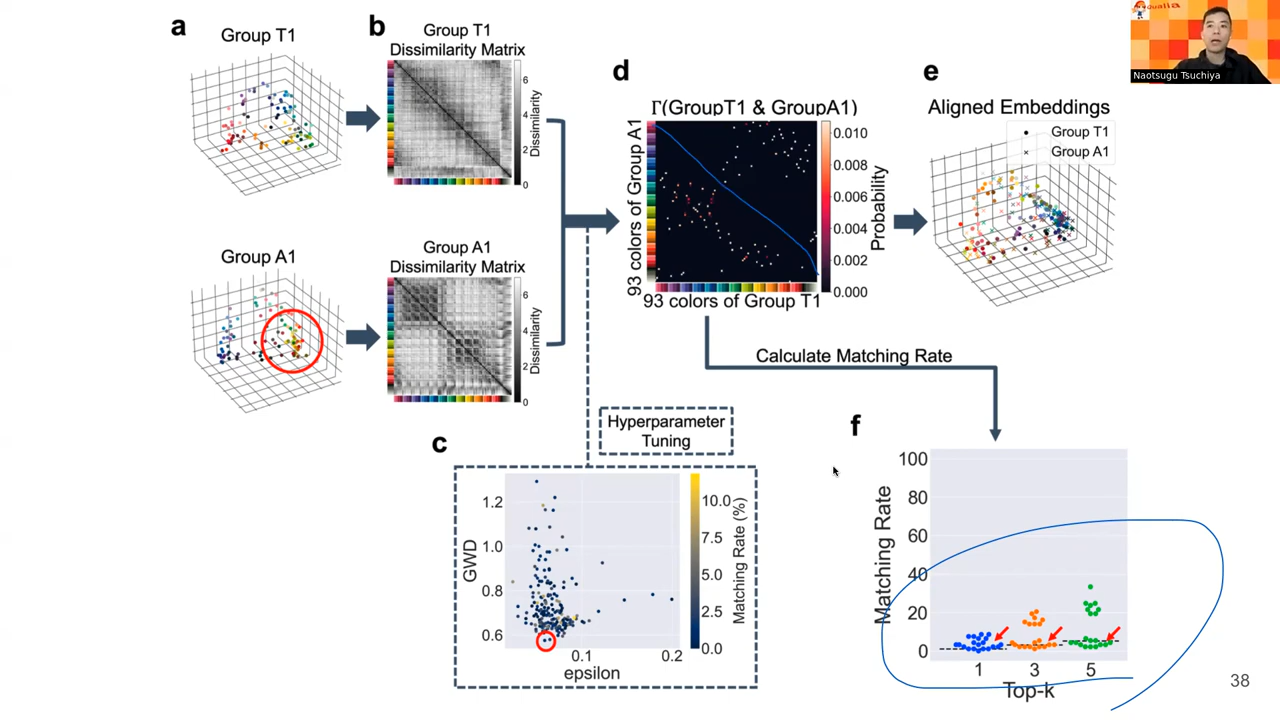 a
Group T1
b
Group T1
Dissimilarity Matrix
6
4
2
0
Dissimilarity
Group A1
Group A1
Dissimilarity Matrix
6
4
2
0
Dissimilarity
d
Γ(GroupT1 & GroupA1)
93 colors of Group A1
93 colors of Group T1
0.010
0.008
0.006
0.004
0.002
0.000
Probability
e
Aligned Embeddings
Group T1
Group A1
Calculate Matching Rate
Hyperparameter
Tuning
c
GWD
1.2
1.0
0.8
0.6
0.1
0.2
epsilon
10.0
7.5
5.0
2.5
0.0
Matching Rate (%)
f
Matching Rate
100
80
60
40
20
0
1
3
5
Top-k
38
Qualia
Naotsugu Tsuchiya